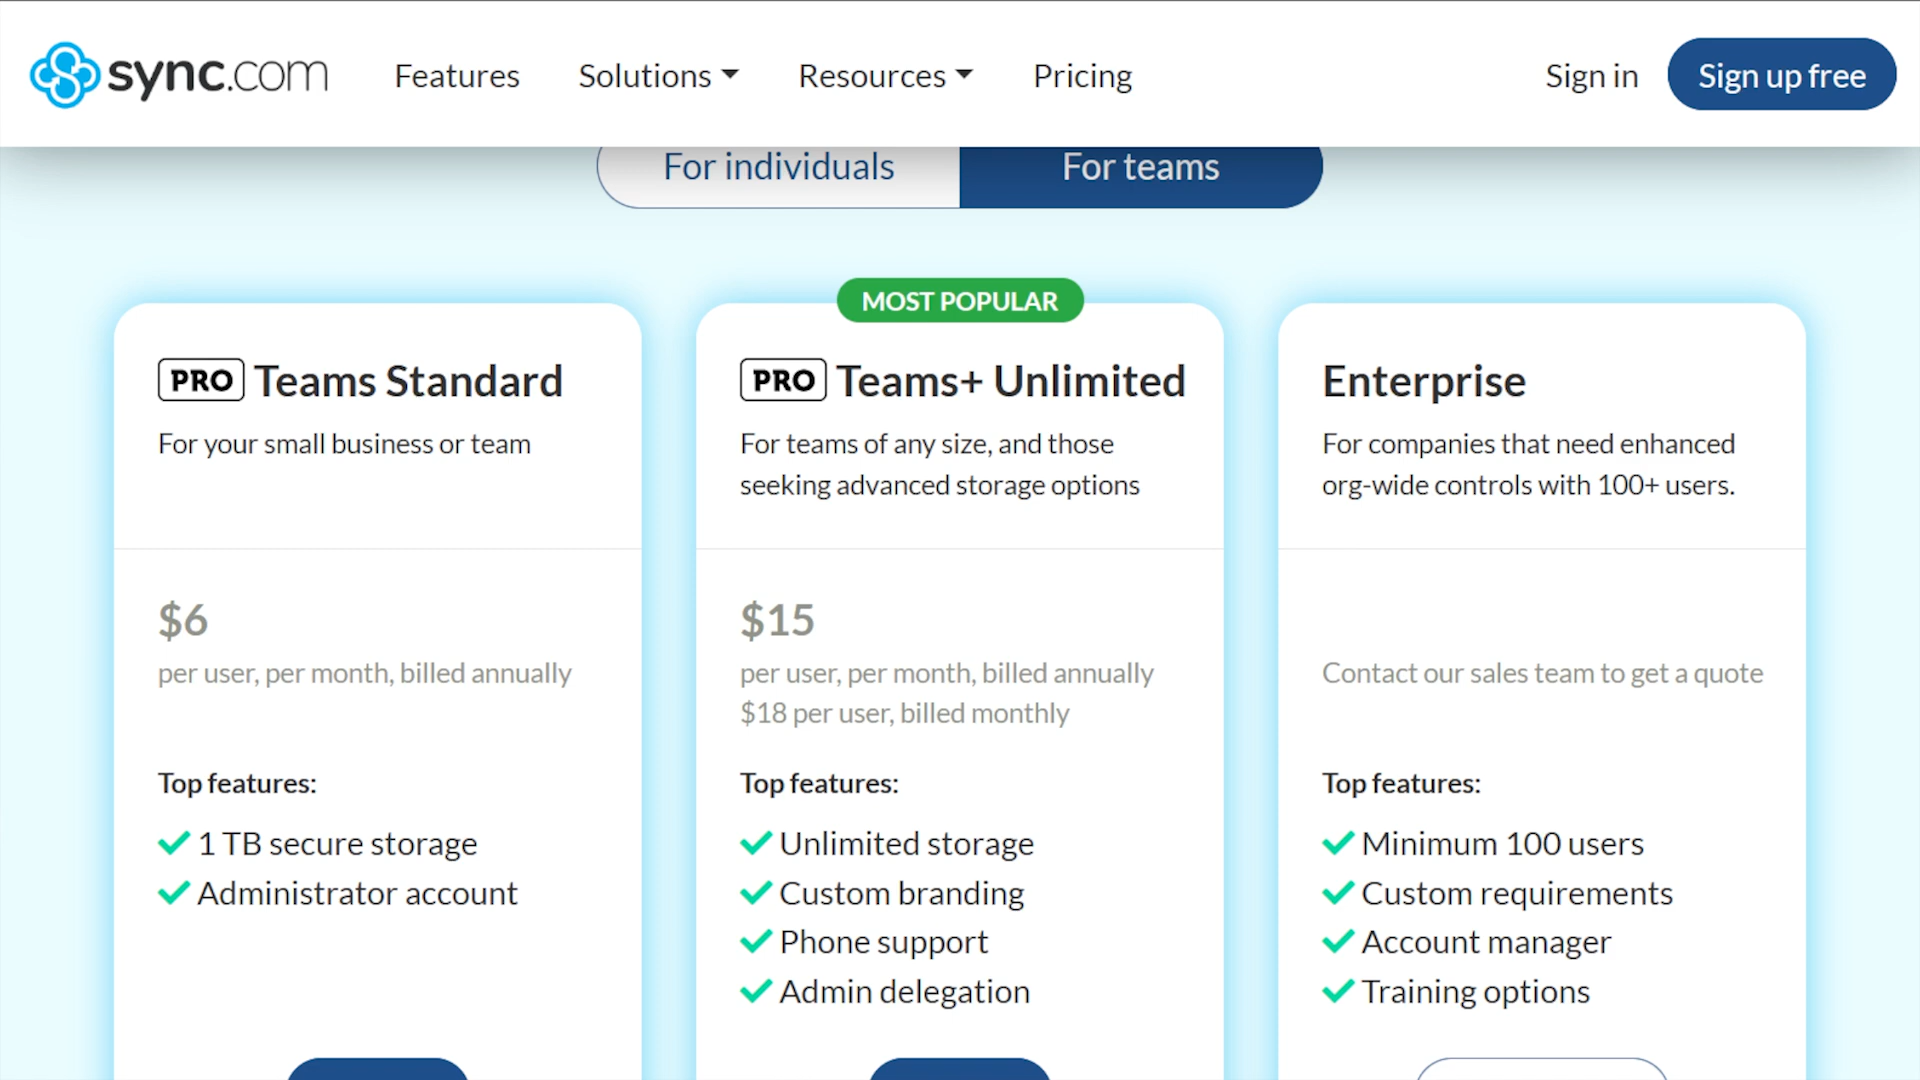 sync.com
Features
Solutions
Resources
Pricing
Sign in
Sign up free
For individuals
For teams
PRO Teams Standard
For your small business or team
$6
per user, per month, billed annually
Top features:
1 TB secure storage
Administrator account
MOST POPULAR
PRO Teams+ Unlimited
For teams of any size, and those
seeking advanced storage options
$15
per user, per month, billed annually
$18 per user, billed monthly
Top features:
Unlimited storage
Custom branding
Phone support
Admin delegation
Enterprise
For companies that need enhanced
org-wide controls with 100+ users.
Contact our sales team to get a quote
Top features:
Minimum 100 users
Custom requirements
Account manager
Training options